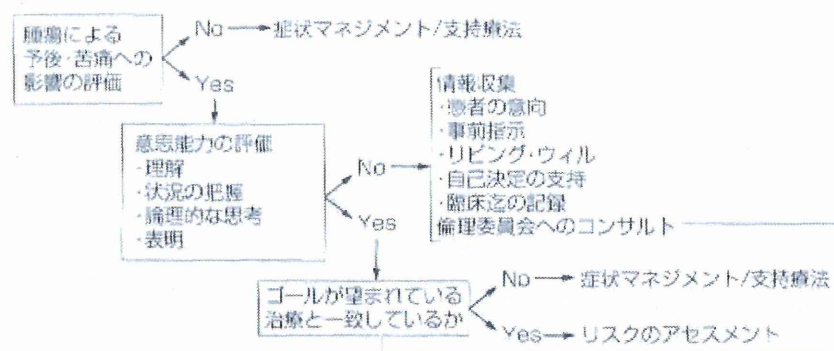 腫瘍による
予後・苦痛への
影響の評価
No
症状マネジメント/支持療法
Yes
意志能力の評価
・理解
・状況の把握
・論理的な思考
・表明
No
情報収集
・患者の意向
・事前指示
・リビング・ウィル
・自己決定の支持
・臨床迄の記録
倫理委員会へのコンサルト
Yes
ゴールが望まれている
治療と一致しているか
No
症状マネジメント/支持療法
Yes
リスクのアセスメント